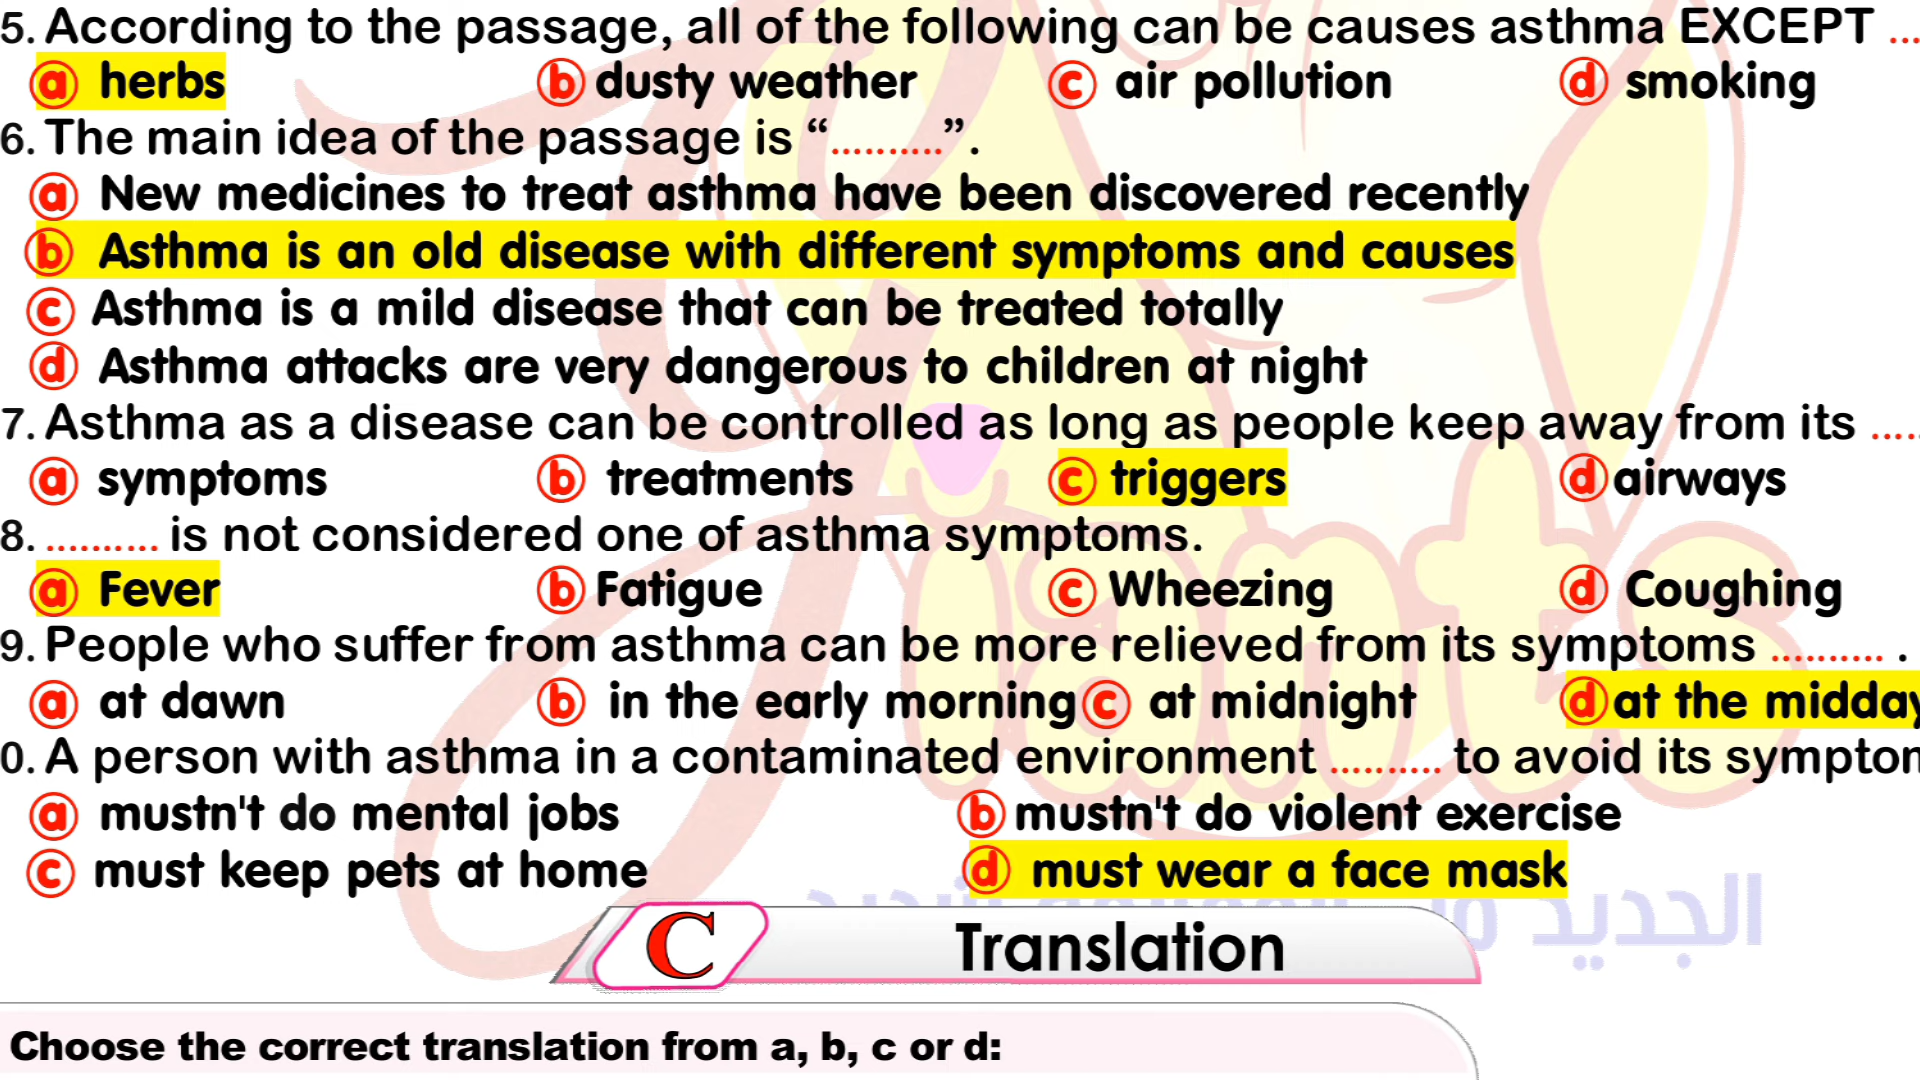 5. According to the passage, all of the following can be causes asthma EXCEPT ...
a herbs b dusty weather c air pollution d smoking
6. The main idea of the passage is “..........”.
a New medicines to treat asthma have been discovered recently
b Asthma is an old disease with different symptoms and causes
c Asthma is a mild disease that can be treated totally
d Asthma attacks are very dangerous to children at night
7. Asthma as a disease can be controlled as long as people keep away from its ....
a symptoms b treatments c triggers d airways
8. .......... is not considered one of asthma symptoms.
a Fever b Fatigue c Wheezing d Coughing
9. People who suffer from asthma can be more relieved from its symptoms .......... .
a at dawn b in the early morning c at midnight d at the midday
0. A person with asthma in a contaminated environment .......... to avoid its symptom
a mustn't do mental jobs b mustn't do violent exercise
c must keep pets at home d must wear a face mask
الجديد
C Translation
Choose the correct translation from a, b, c or d: